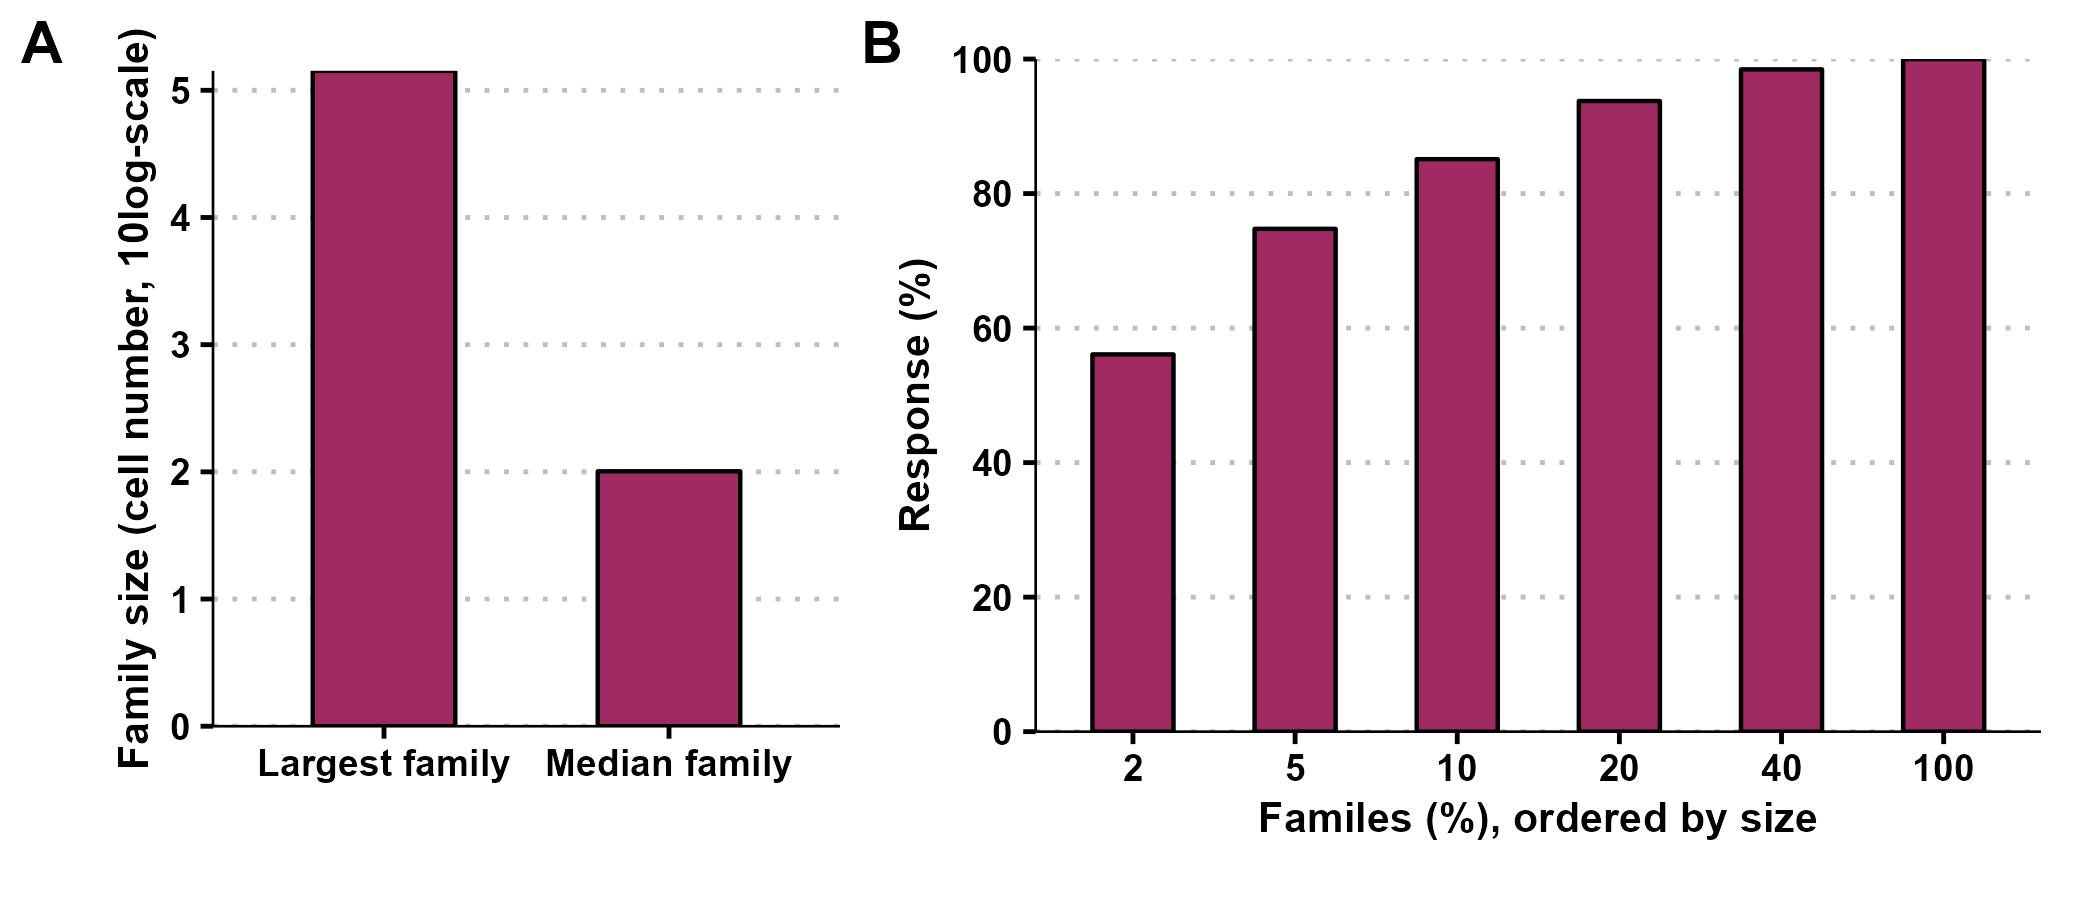 A
Family size (cell number, 10log-scale)
5
4
3
2
1
0
Largest family
Median family
B
Response (%)
100
80
60
40
20
0
2
5
10
20
40
100
Familes (%), ordered by size